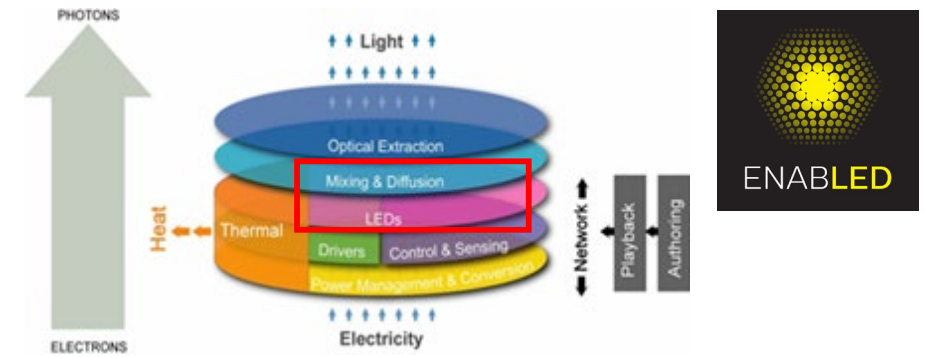 PHOTONS
Light
Optical Extraction
Mixing & Diffusion
LEDs
Thermal
Heat
Drivers
Control & Sensing
Power Management & Conversion
Electricity
ELECTRONS
Network
Playback
Authoring
ENABLED